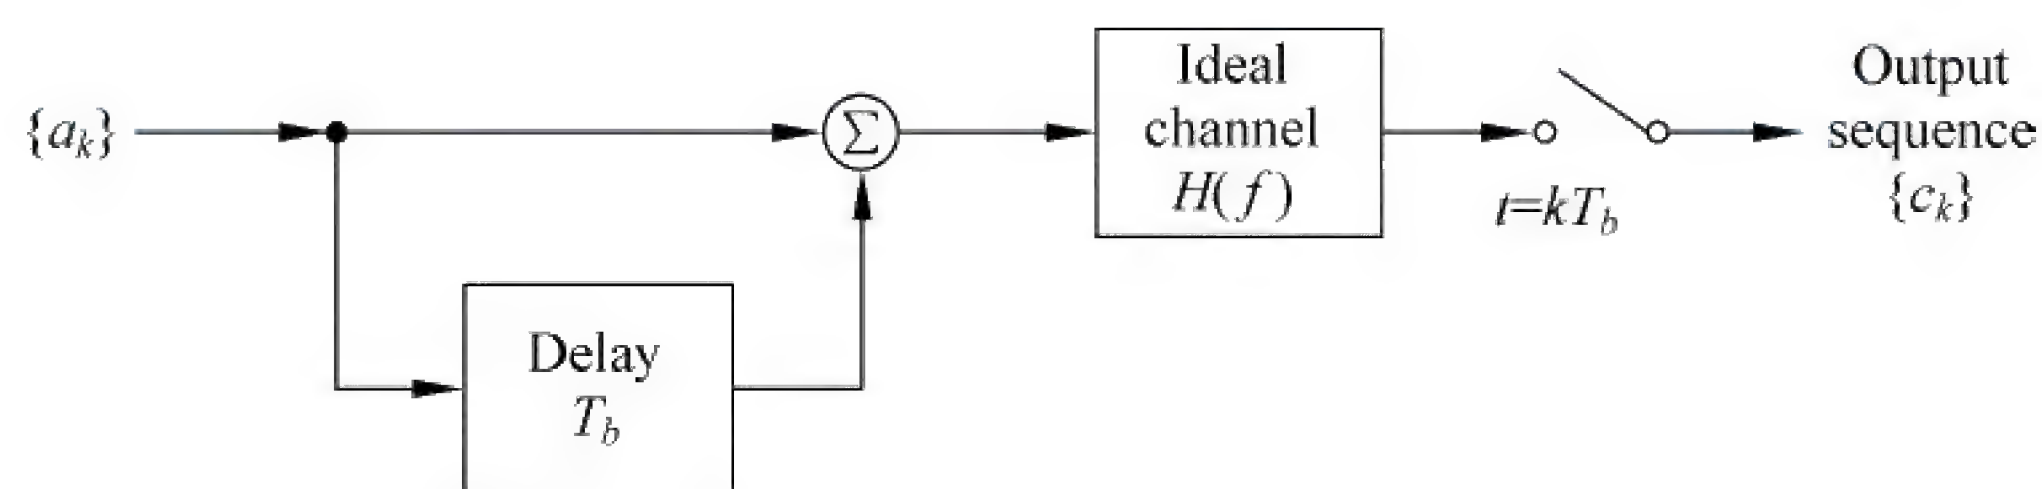 {a_k}
Σ
Ideal
channel
H(f)
t=kT_b
Output
sequence
{c_k}
Delay
T_b